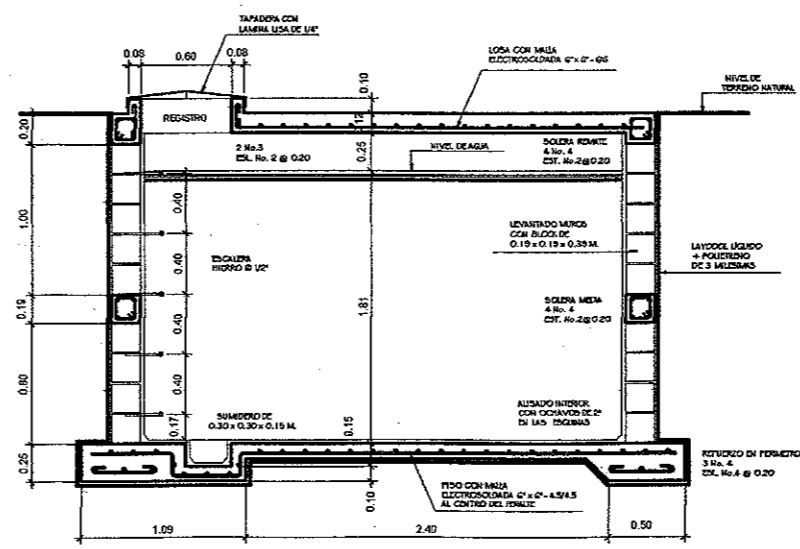 TAPADERA CON
LAMINA LISA DE 1/4"
0.08
0.60
0.08
0.10
LOSA CON MALLA
ELECTROSOLDADA 6" x 6" - 6/6
NIVEL DE
TERRENO NATURAL
0.20
REGISTRO
12
2 No.3
ESL. No. 2 @ 0.20
0.25
NIVEL DE AGUA
SOLERA REMATE
4 No. 4
EST. No.2 @ 0.20
1.00
0.40
LEVANTADO MUROS
CON BLOCK DE
0.19 x 0.19 x 0.39 M.
ESCALERA
HIERRO Ø 1/2"
0.40
LAYOCOL LÍQUIDO
+ POLIETILENO
DE 3 MILESIMAS
1.81
0.19
SOLERA MEDIA
4 No. 4
EST. No.2 @ 0.20
0.40
0.80
0.40
ALISADO INTERIOR
CON OCHAVOS DE 2"
EN LAS ESQUINAS
0.17
SUMIDERO DE
0.30 x 0.30 x 0.15 M.
0.15
0.25
REFUERZO EN PERIMETRO
3 No. 4
ESL. No.4 @ 0.20
0.10
PISO CON MALLA
ELECTROSOLDADA 6" x 6" - 4.5/4.5
AL CENTRO DEL PERALTE
1.09
2.40
0.50